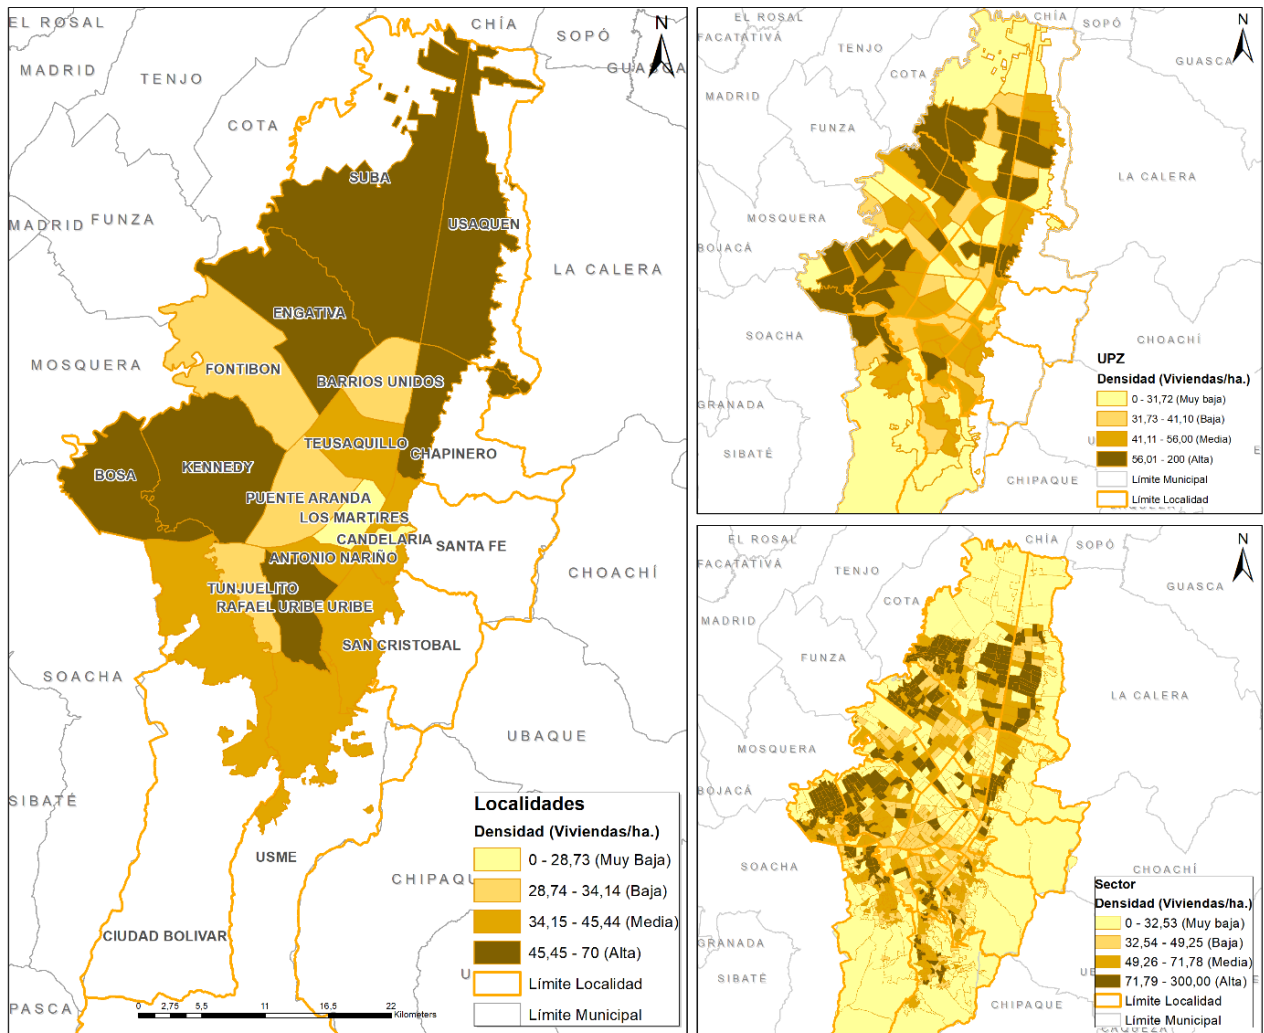 EL ROSAL
CHÍA
N
SOPÓ
GUASCA
MADRID
TENJO
COTA
SUBA
MADRID
FUNZA
USAQUEN
LA CALERA
ENGATIVA
MOSQUERA
FONTIBON
BARRIOS UNIDOS
TEUSAQUILLO
CHAPINERO
BOSA
KENNEDY
PUENTE ARANDA
LOS MARTIRES
CANDELARIA
SANTA FE
ANTONIO NARIÑO
CHOACHÍ
TUNJUELITO
RAFAEL URIBE URIBE
SAN CRISTOBAL
SOACHA
UBAQUE
SIBATÉ
USME
CHIPAQU
CIUDAD BOLIVAR
PASCA
U
0 2,75 5,5 11 16,5 22
Kilometers
Localidades
Densidad (Viviendas/ha.)
0 - 28,73 (Muy Baja)
28,74 - 34,14 (Baja)
34,15 - 45,44 (Media)
45,45 - 70 (Alta)
Límite Localidad
Límite Municipal
EL ROSAL
CHÍA
SOPÓ
N
FACATATIVÁ
TENJO
GUASCA
COTA
MADRID
FUNZA
LA CALERA
MOSQUERA
BOJACÁ
SOACHA
CHOACHÍ
GRANADA
SIBATÉ
CHIPAQUE
U
E
UPZ
Densidad (Viviendas/ha.)
0 - 31,72 (Muy baja)
31,73 - 41,10 (Baja)
41,11 - 56,00 (Media)
56,01 - 200 (Alta)
Límite Municipal
Límite Localidad
EL ROSAL
CHÍA
SOPÓ
N
FACATATIVÁ
TENJO
GUASCA
COTA
MADRID
FUNZA
LA CALERA
MOSQUERA
BOJACÁ
SOACHA
CHOACHÍ
GRANADA
SIBATÉ
CHIPAQUE
UB
E
CAQUEZA
Sector
Densidad (Viviendas/ha.)
0 - 32,53 (Muy baja)
32,54 - 49,25 (Baja)
49,26 - 71,78 (Media)
71,79 - 300,00 (Alta)
Límite Localidad
Límite Municipal